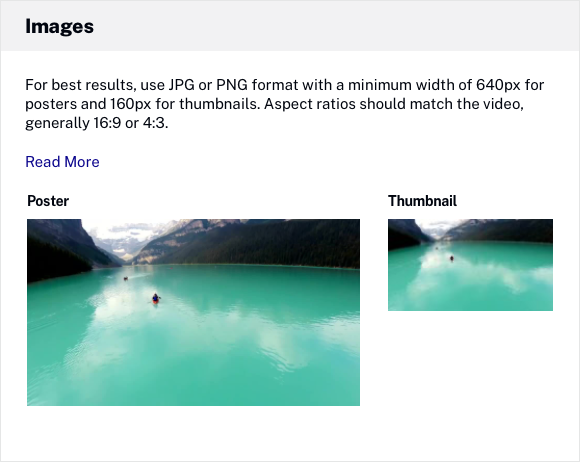 Images
For best results, use JPG or PNG format with a minimum width of 640px for
posters and 160px for thumbnails. Aspect ratios should match the video,
generally 16:9 or 4:3.
Read More
Poster
Thumbnail